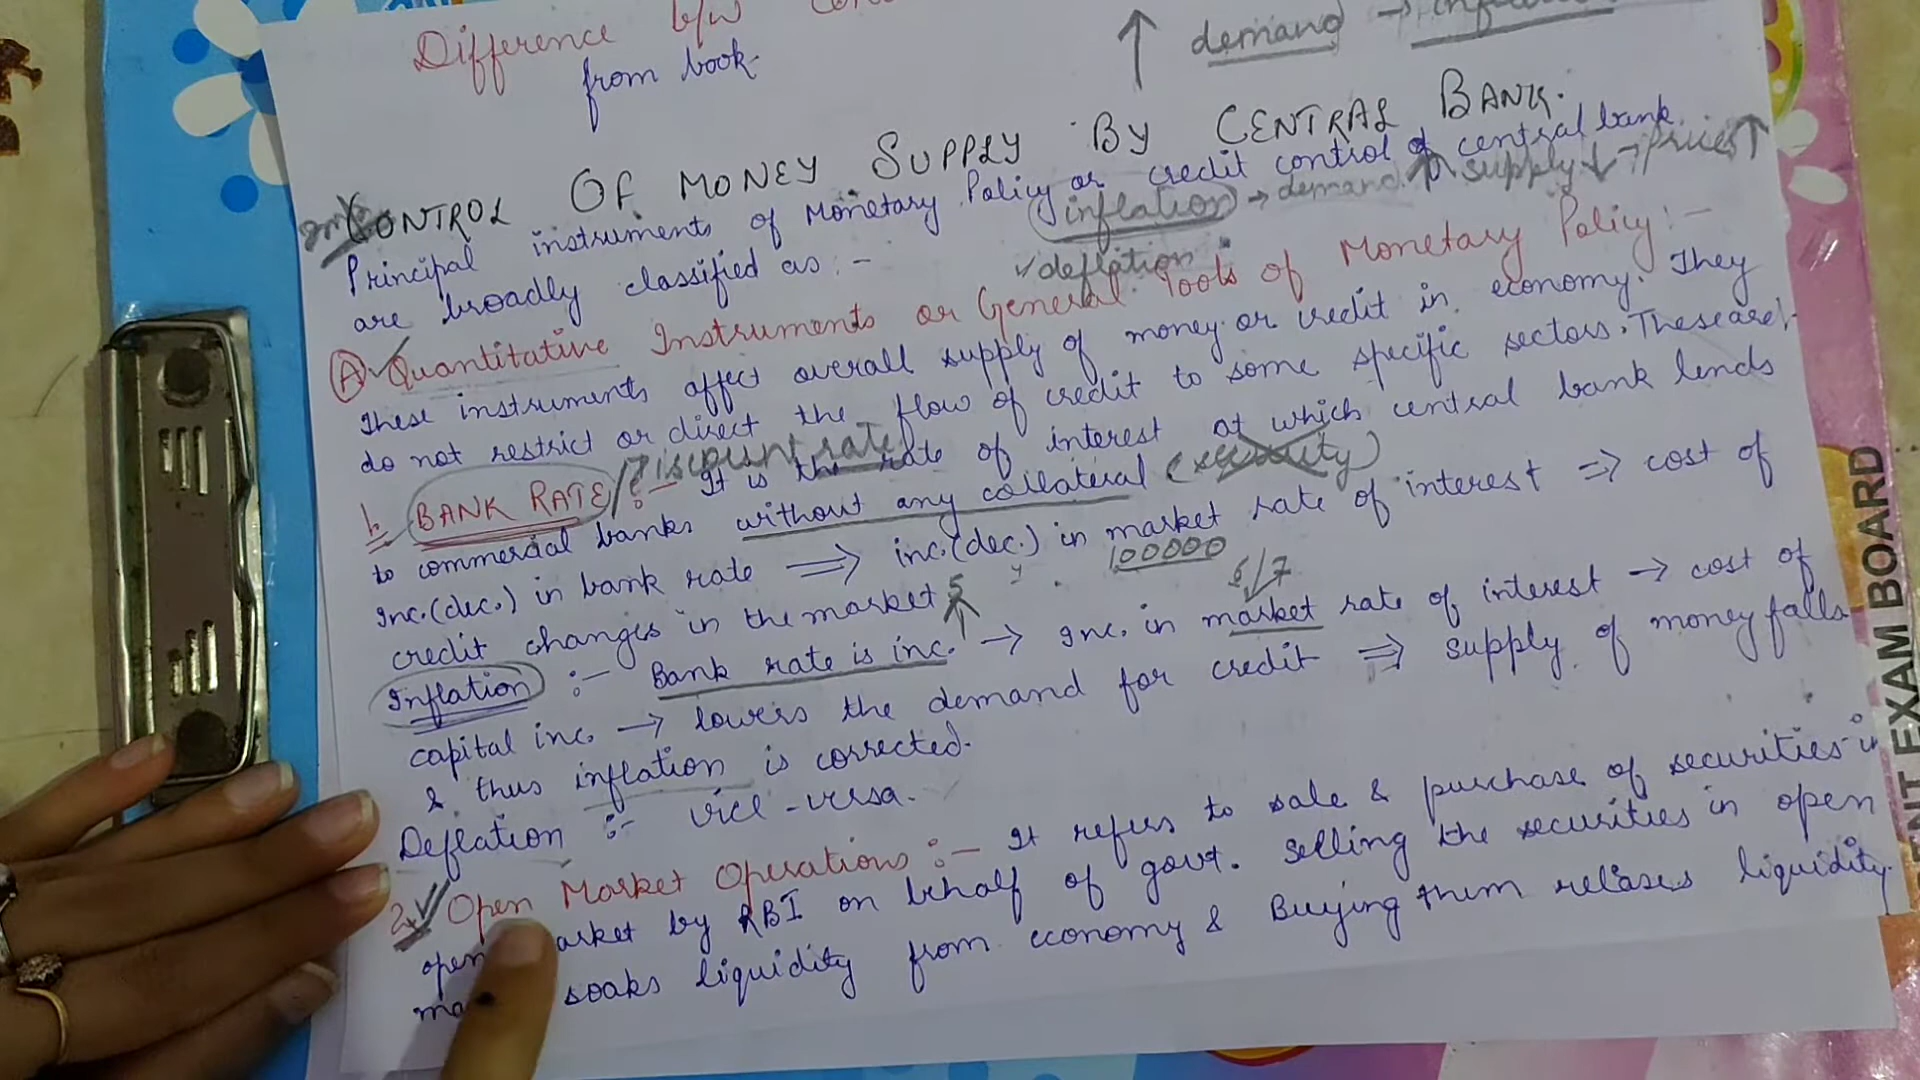 Difference b/w
from book.
↑ demand →
CONTROL OF MONEY SUPPLY BY CENTRAL BANK.
Principal instruments of Monetary Policy or credit control of central bank
inflation → demand ↑ supply ↓ → prices ↑
are broadly classified as :-
✓deflation
(A) ✓ Quantitative Instruments or General Tools of Monetary Policy:-
These instruments affect overall supply of money or credit in economy. They
do not restrict or direct the flow of credit to some specific sectors. These are
1. BANK RATE / Discount rate :- It is the rate of interest at which central bank lends
to commercial banks without any collateral (security)
Inc.(dec.) in bank rate ⟹ inc.(dec.) in market rate of interest ⟹ cost of
credit changes in the market 5
100000
6/7
Inflation :- Bank rate is inc. → Inc. in market rate of interest → cost of
capital inc. → lowers the demand for credit ⟹ supply of money falls
& thus inflation is corrected.
Deflation :- vice-versa.
2. ✓ Open Market Operations :- It refers to sale & purchase of securities in
open arket by RBI on behalf of govt. Selling the securities in open
ma soaks liquidity from economy & Buying them relases liquidity.
ENT EXAM BOARD